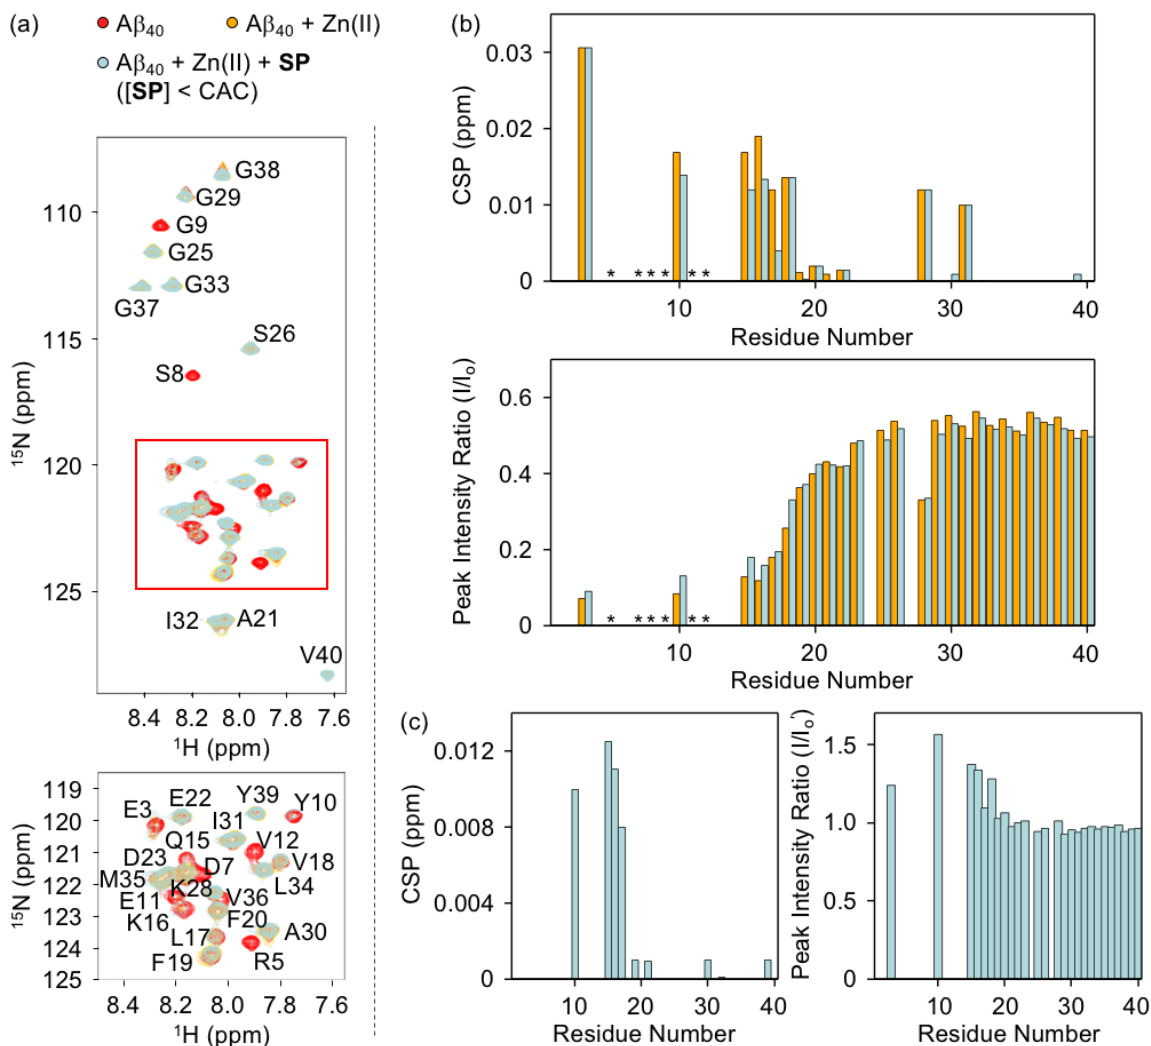 (a)
Aβ40
Aβ40 + Zn(II)
Aβ40 + Zn(II) + SP
([SP] < CAC)
G38
G29
G9
G25
G33
G37
S26
S8
I32
A21
V40
110
115
120
125
15N (ppm)
8.4 8.2 8.0 7.8 7.6
1H (ppm)
E3
E22
Y39
Y10
I31
Q15
V12
D23
D7
V18
M35
K28
L34
E11
V36
K16
F20
L17
A30
F19
R5
119
120
121
122
123
124
125
15N (ppm)
8.4 8.2 8.0 7.8 7.6
1H (ppm)
(b)
0.03
0.02
0.01
0
CSP (ppm)
* * * * * *
10 20 30 40
Residue Number
0.6
0.4
0.2
0
Peak Intensity Ratio (I/Io)
* * * * * *
10 20 30 40
Residue Number
(c)
0.012
0.008
0.004
0
CSP (ppm)
10 20 30 40
Residue Number
1.5
1.0
0.5
0
Peak Intensity Ratio (I/Io')
10 20 30 40
Residue Number